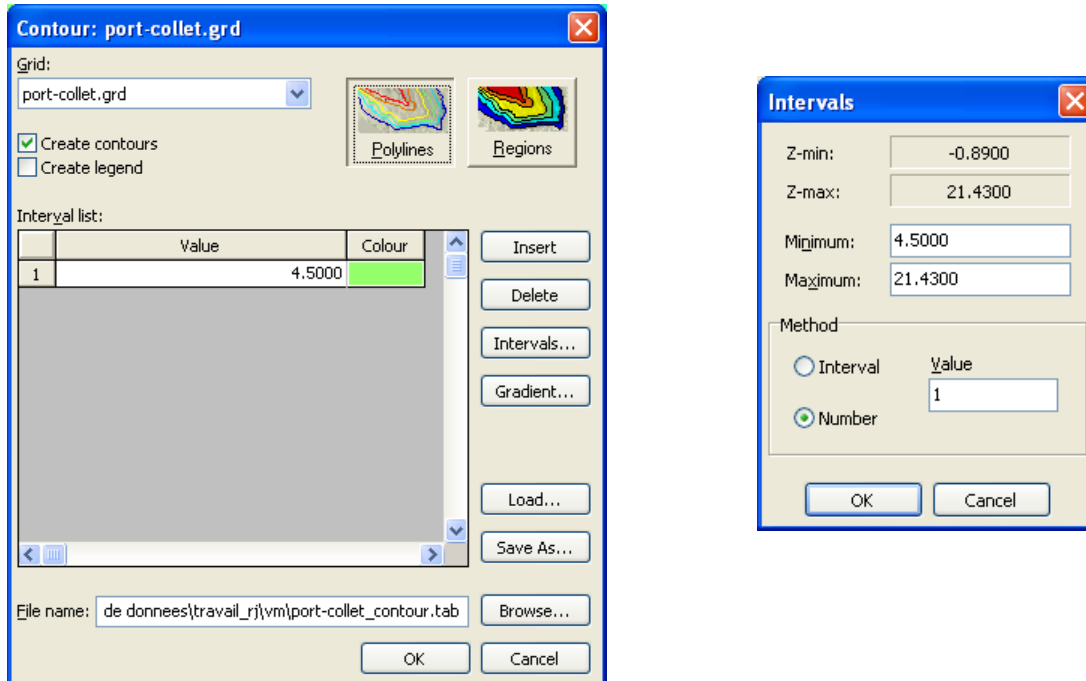 Contour: port-collet.grd
Grid:
port-collet.grd
Polylines
Regions
Create contours
Create legend
Interval list:
Value Colour
1 4.5000
Insert
Delete
Intervals...
Gradient...
Load...
Save As...
File name: de donnees\travail_rj\vm\port-collet_contour.tab Browse...
OK Cancel
Intervals
Z-min: -0.8900
Z-max: 21.4300
Minimum: 4.5000
Maximum: 21.4300
Method
Interval Value
1
Number
OK Cancel